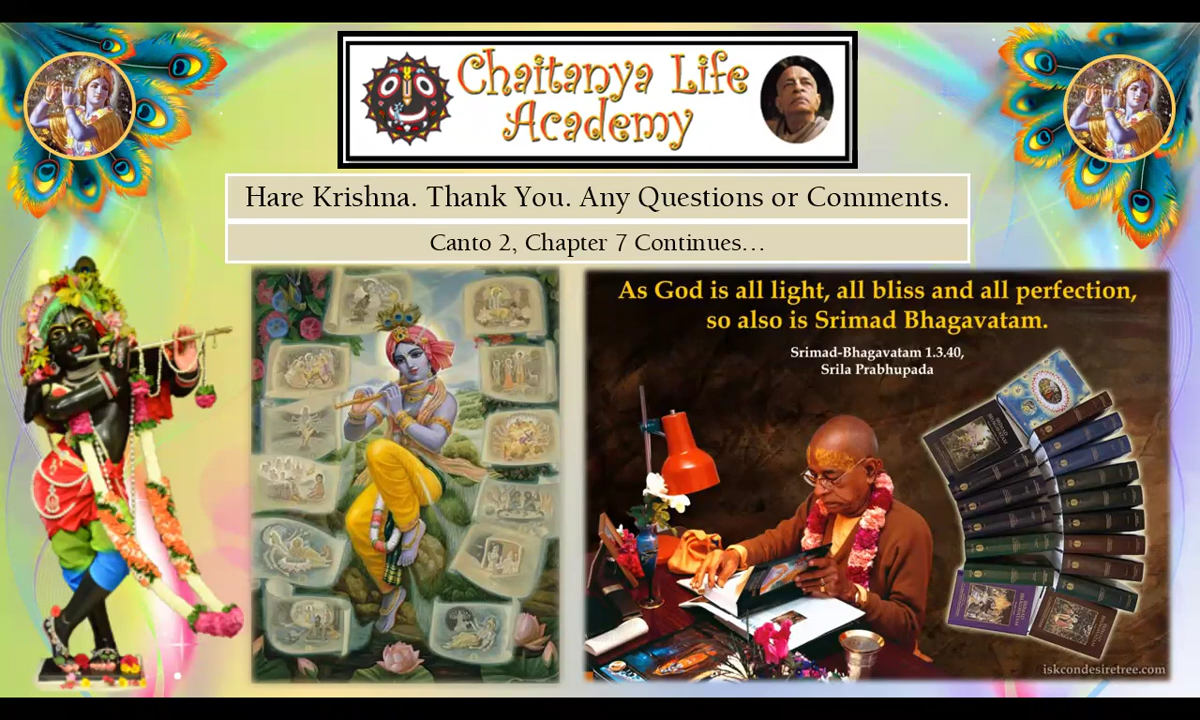 Chaitanya Life
Academy
Hare Krishna. Thank You. Any Questions or Comments.
Canto 2, Chapter 7 Continues…
As God is all light, all bliss and all perfection,
so also is Srimad Bhagavatam.
Srimad-Bhagavatam 1.3.40,
Srila Prabhupada
iskcondesiretree.com